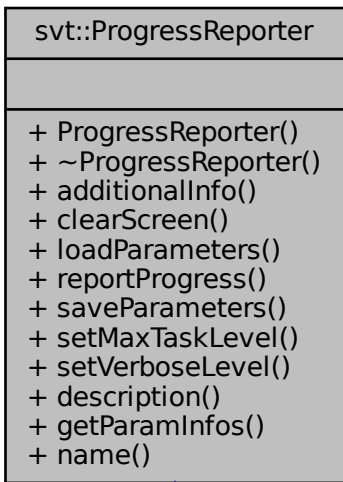 svt::ProgressReporter
+ ProgressReporter()
+ ~ProgressReporter()
+ additionalInfo()
+ clearScreen()
+ loadParameters()
+ reportProgress()
+ saveParameters()
+ setMaxTaskLevel()
+ setVerboseLevel()
+ description()
+ getParamInfos()
+ name()